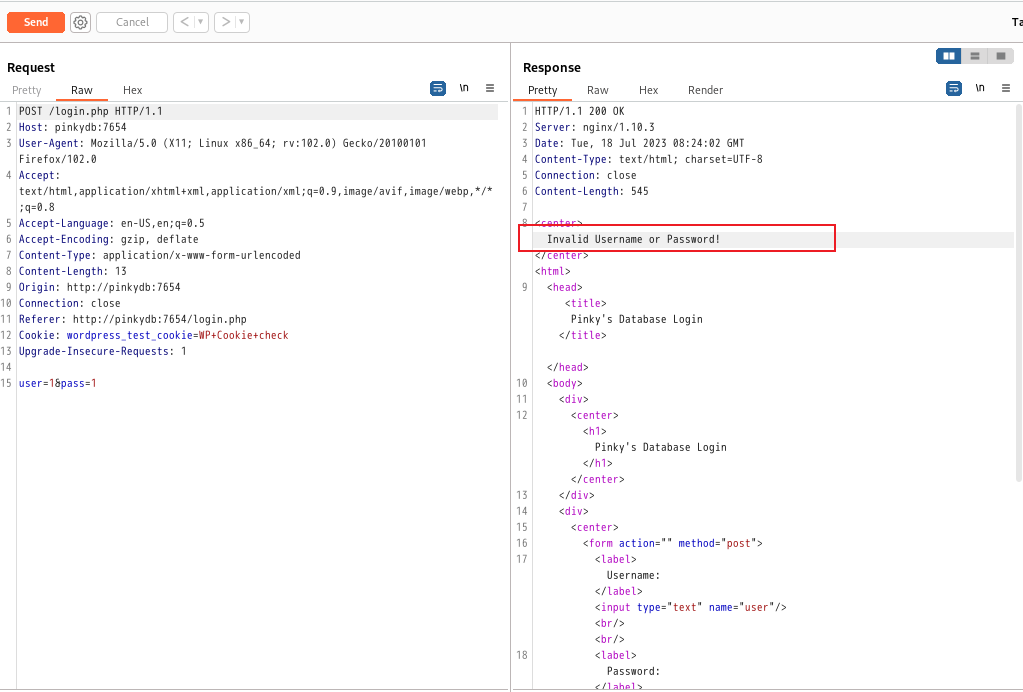 Send
Cancel
<
>
Ta
Request
Pretty
Raw
Hex
\n
1 POST /login.php HTTP/1.1
2 Host: pinkydb:7654
3 User-Agent: Mozilla/5.0 (X11; Linux x86_64; rv:102.0) Gecko/20100101
Firefox/102.0
4 Accept:
text/html,application/xhtml+xml,application/xml;q=0.9,image/avif,image/webp,*/*
;q=0.8
5 Accept-Language: en-US,en;q=0.5
6 Accept-Encoding: gzip, deflate
7 Content-Type: application/x-www-form-urlencoded
8 Content-Length: 13
9 Origin: http://pinkydb:7654
10 Connection: close
11 Referer: http://pinkydb:7654/login.php
12 Cookie: wordpress_test_cookie=WP+Cookie+check
13 Upgrade-Insecure-Requests: 1
14
15 user=1&pass=1
Response
Pretty
Raw
Hex
Render
\n
1 HTTP/1.1 200 OK
2 Server: nginx/1.10.3
3 Date: Tue, 18 Jul 2023 08:24:02 GMT
4 Content-Type: text/html; charset=UTF-8
5 Connection: close
6 Content-Length: 545
7
8 <center>
Invalid Username or Password!
</center>
<html>
9 <head>
<title>
Pinky's Database Login
</title>
</head>
10 <body>
11 <div>
12 <center>
<h1>
Pinky's Database Login
</h1>
</center>
13 </div>
14 <div>
15 <center>
16 <form action="" method="post">
17 <label>
Username:
</label>
<input type="text" name="user"/>
<br/>
<br/>
18 <label>
Password:
</label>